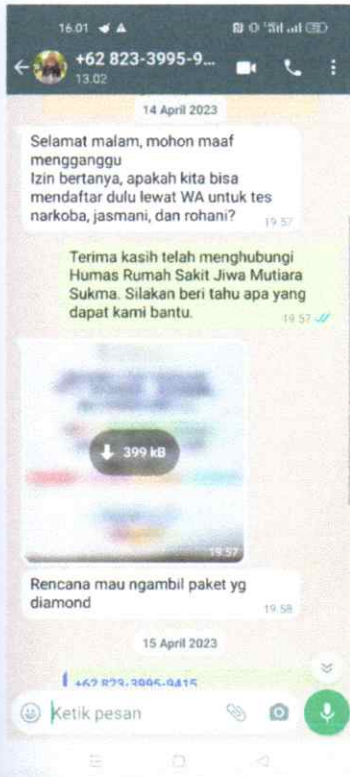 16.01
+62 823-3995-9...
13.02
14 April 2023
Selamat malam, mohon maaf
mengganggu
Izin bertanya, apakah kita bisa
mendaftar dulu lewat WA untuk tes
narkoba, jasmani, dan rohani?
19.57
Terima kasih telah menghubungi
Humas Rumah Sakit Jiwa Mutiara
Sukma. Silakan beri tahu apa yang
dapat kami bantu.
19.57
399 kB
19.57
Rencana mau ngambil paket yg
diamond
19.58
15 April 2023
+62 823-3995-9415
Ketik pesan